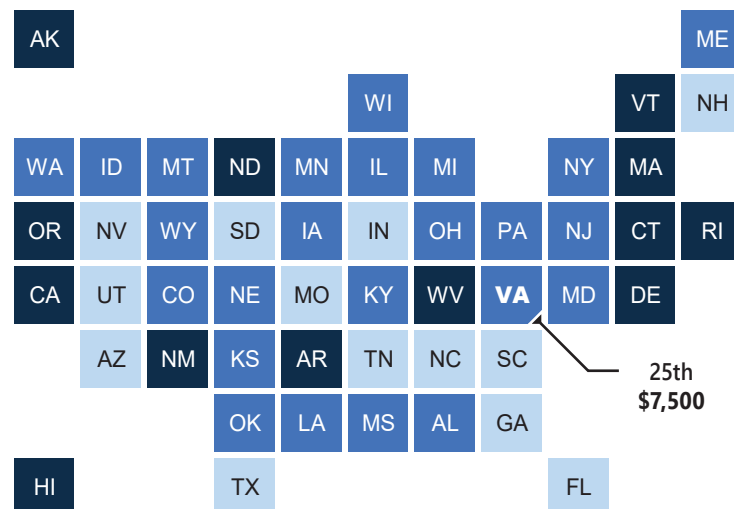 AK ME
WI VT NH
WA ID MT ND MN IL MI NY MA
OR NV WY SD IA IN OH PA NJ CT RI
CA UT CO NE MO KY WV VA MD DE
AZ NM KS AR TN NC SC
25th
$7,500
OK LA MS AL GA
HI TX FL